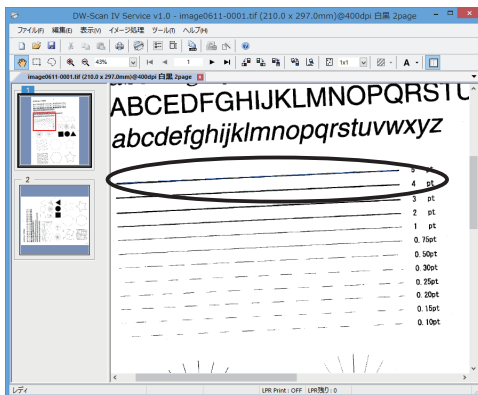 DW-Scan IV Service v1.0 - image0611-0001.tif (210.0 x 297.0mm)@400dpi 白黒 2page
ファイル(F) 編集(E) 表示(V) イメージ処理 ツール(T) ヘルプ(H)
43% 1 1x1 A
image0611-0001.tif (210.0 x 297.0mm)@400dpi 白黒 2page
1
2
ABCEDFGHIJKLMNOPQRSTU
abcdefghijklmnopqrstuvwxyz
5 pt
4 pt
3 pt
2 pt
1 pt
0.75pt
0.50pt
0.30pt
0.25pt
0.20pt
0.15pt
0.10pt
レディ
LPR Print : OFF LPR残り : 0